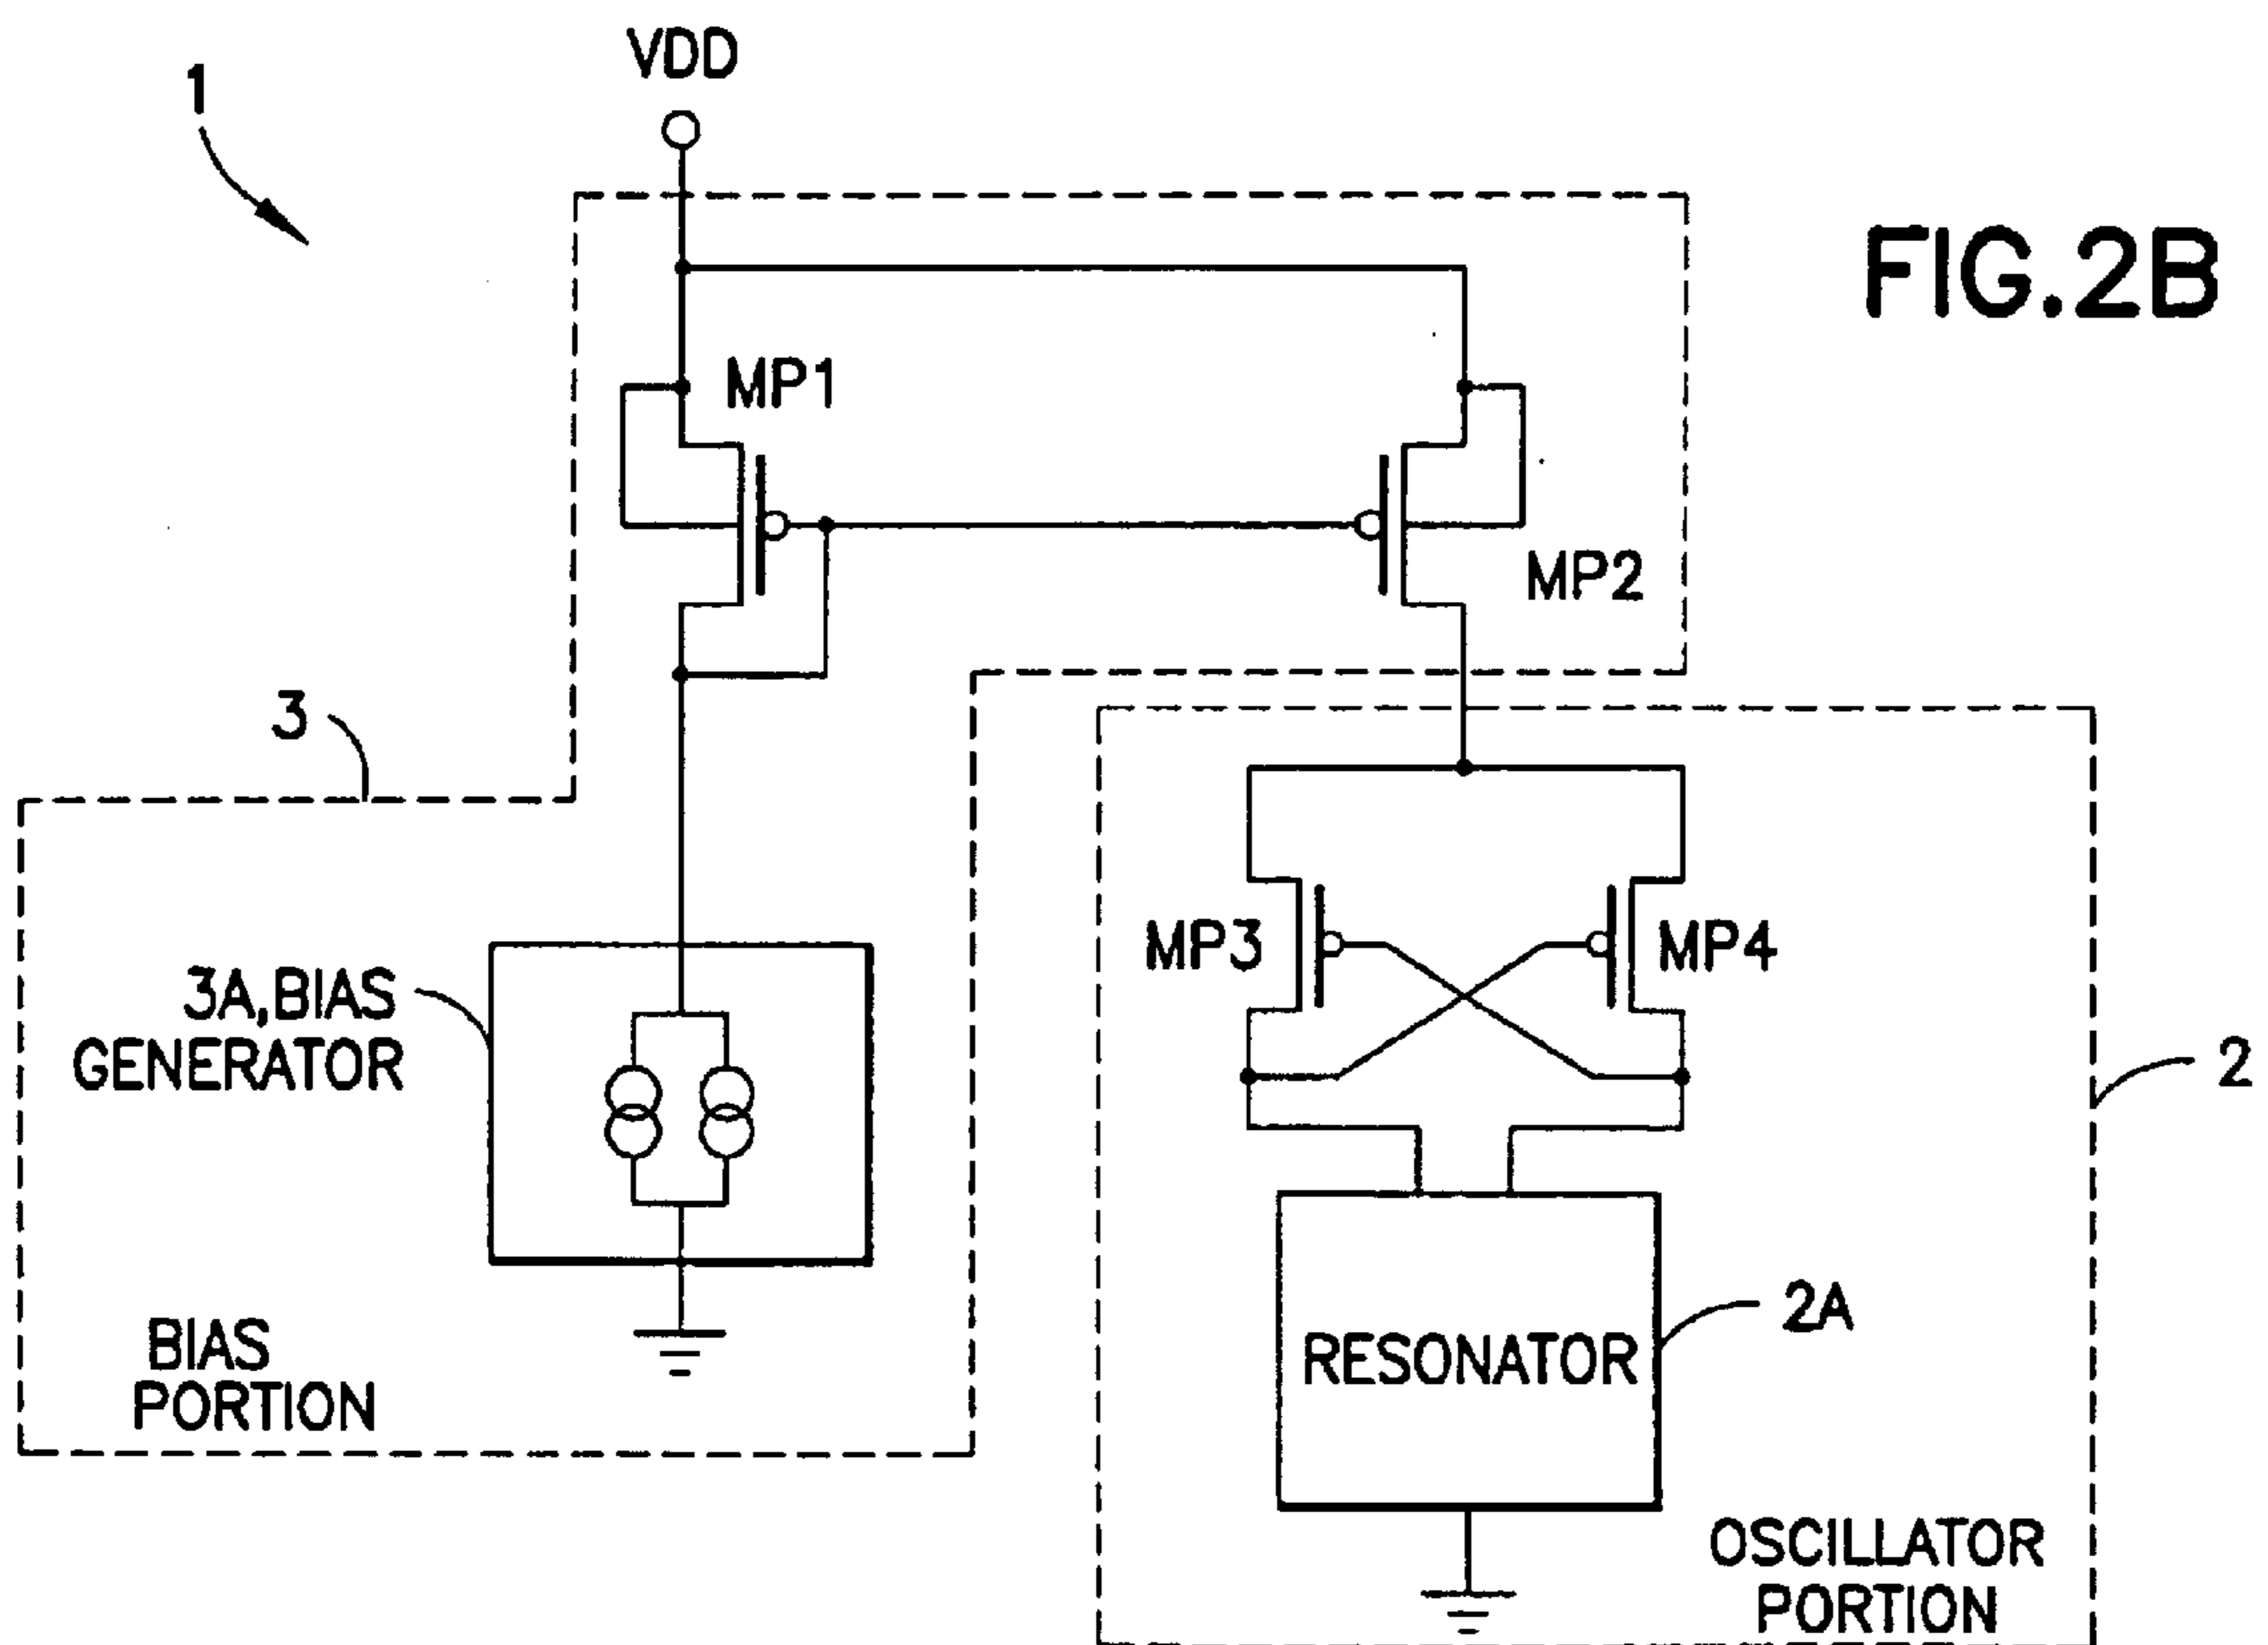 VDD
1
FIG.2B
MP1
MP2
3
MP3
MP4
3A,BIAS
GENERATOR
2
2A
RESONATOR
BIAS
PORTION
OSCILLATOR
PORTION